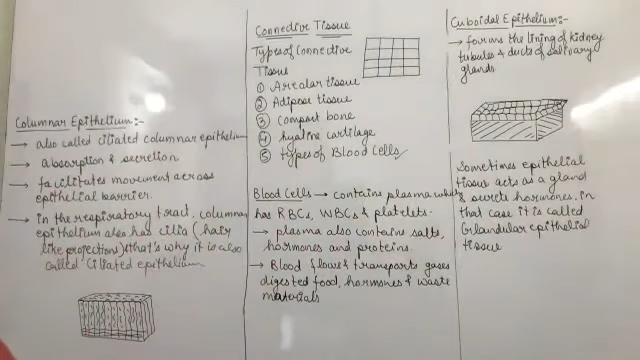 Columnar Epithelium:-
→ also called ciliated columnar epithelium
→ absorption & secretion
→ facilitates movement across
epithelial barrier.
→ in the respiratory tract, columnar
epithelium also has cilia (hair
like projections) that's why it is also
called 'Ciliated epithelium
Connective Tissue
Types of Connective
Tissue
① Areolar tissue
② Adipose tissue
③ compact bone
④ hyaline cartilage
⑤ types of Blood Cells
Blood Cells → contains plasma which
has RBCs, WBCs & platelets.
→ plasma also contains salts,
hormones and proteins.
→ Blood flows & transports gases
digested food, hormones & waste
materials
Cuboidal Epithelium:-
→ forms the lining of kidney
tubules & ducts of salivary
glands
Sometimes epithelial
tissue acts as a gland
& secrets hormones. in
that case it is called
Glandular epithelial
tissue